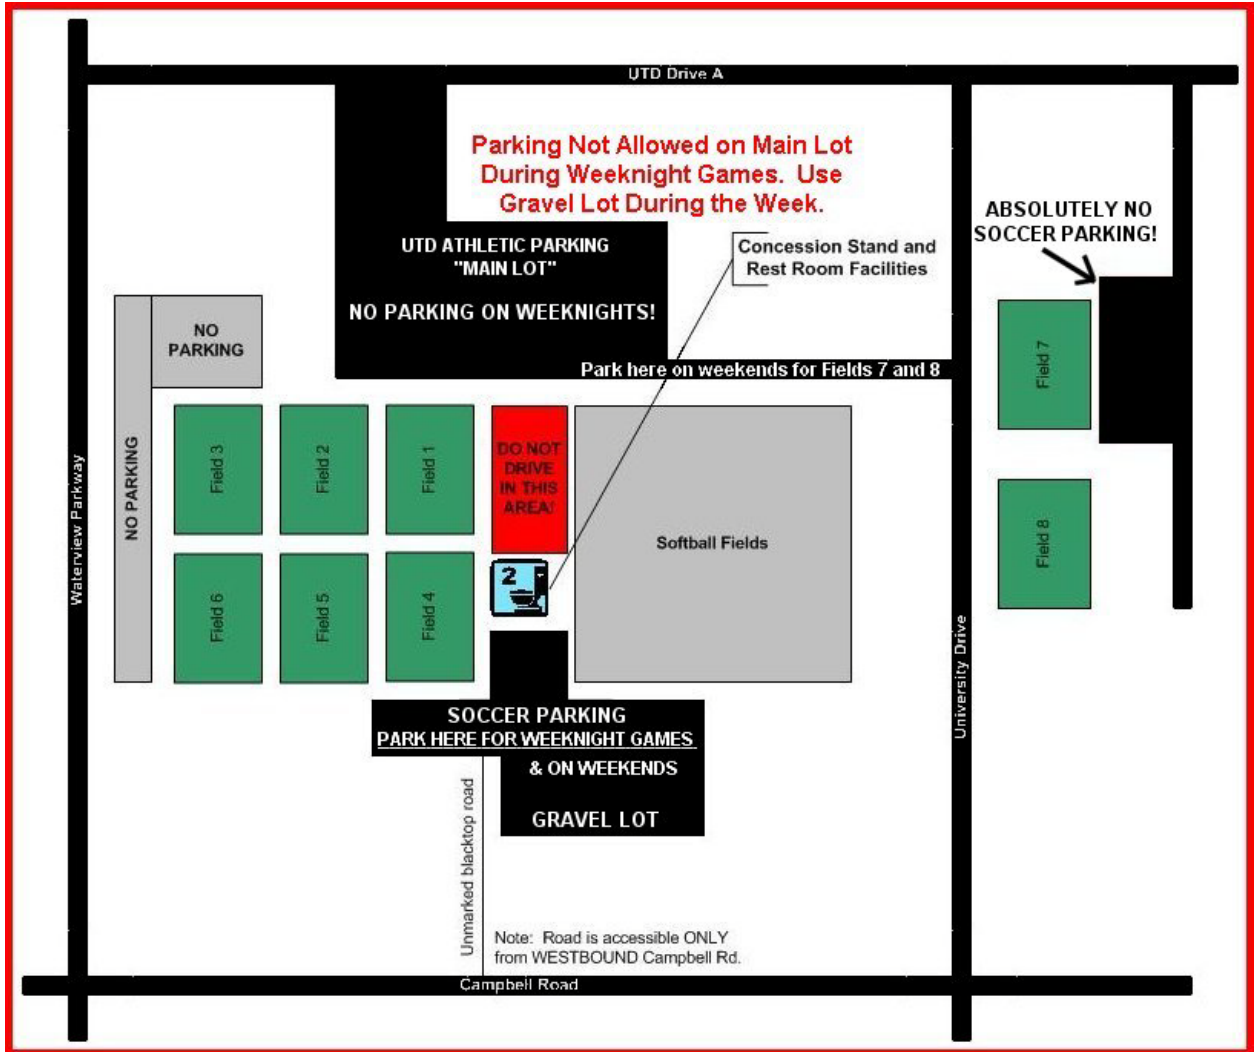 UTD Drive A
Parking Not Allowed on Main Lot
During Weeknight Games.  Use
Gravel Lot During the Week.
ABSOLUTELY NO
SOCCER PARKING!
UTD ATHLETIC PARKING
"MAIN LOT"
NO PARKING ON WEEKNIGHTS!
Concession Stand and
Rest Room Facilities
NO
PARKING
Park here on weekends for Fields 7 and 8
Field 7
NO PARKING
Field 3
Field 2
Field 1
DO NOT
DRIVE
IN THIS
AREA!
Softball Fields
Field 8
Waterview Parkway
2
Field 6
Field 5
Field 4
University Drive
SOCCER PARKING
PARK HERE FOR WEEKNIGHT GAMES
& ON WEEKENDS
GRAVEL LOT
Unmarked blacktop road
Note:  Road is accessible ONLY
from WESTBOUND Campbell Rd.
Campbell Road